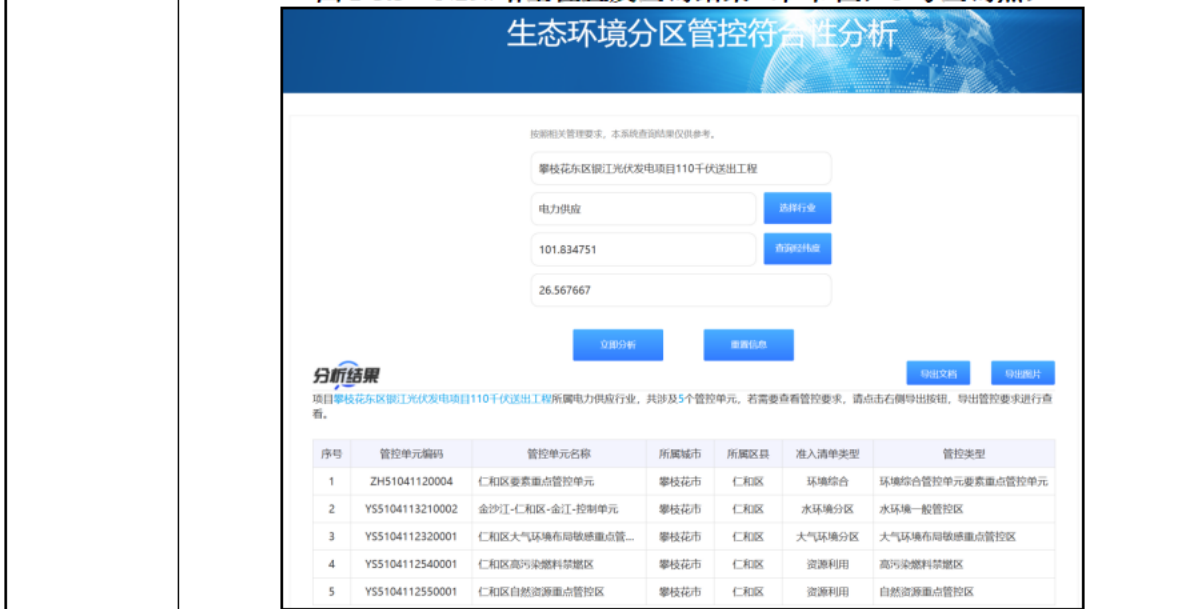 生态环境分区管控符合性分析
按照相关管理要求，本系统查询结果仅供参考。
攀枝花东区银江光伏发电项目110千伏送出工程
电力供应
选择行业
101.834751
查询经纬度
26.567667
立即分析
重置信息
分析结果
导出文档
导出图片
项目攀枝花东区银江光伏发电项目110千伏送出工程所属电力供应行业，共涉及5个管控单元，若需要查看管控要求，请点击右侧导出按钮，导出管控要求进行查
看。
序号 管控单元编码 管控单元名称 所属城市 所属区县 准入清单类型 管控类型
1 ZH51041120004 仁和区要素重点管控单元 攀枝花市 仁和区 环境综合 环境综合管控单元要素重点管控单元
2 YS5104113210002 金沙江-仁和区-金江-控制单元 攀枝花市 仁和区 水环境分区 水环境一般管控区
3 YS5104112320001 仁和区大气环境布局敏感重点管... 攀枝花市 仁和区 大气环境分区 大气环境布局敏感重点管控区
4 YS5104112540001 仁和区高污染燃料禁燃区 攀枝花市 仁和区 资源利用 高污染燃料禁燃区
5 YS5104112550001 仁和区自然资源重点管控区 攀枝花市 仁和区 资源利用 自然资源重点管控区